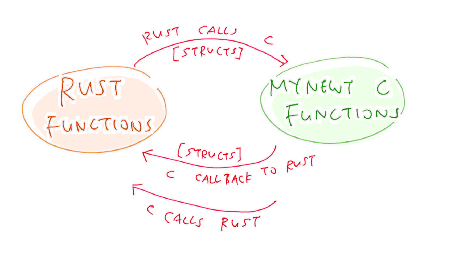 RUST CALLS C
[STRUCTS]
RUST
FUNCTIONS
MYNEWT C
FUNCTIONS
[STRUCTS]
C CALLBACK TO RUST
C CALLS RUST